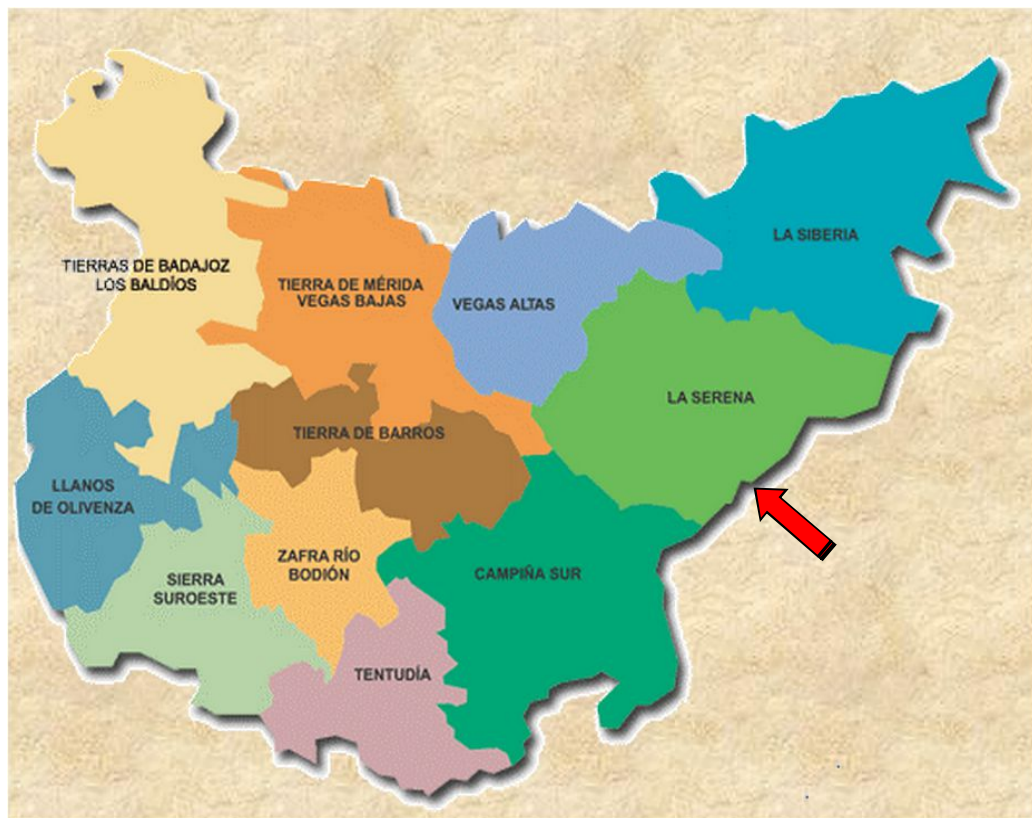 LA SIBERIA
TIERRAS DE BADAJOZ
LOS BALDÍOS
TIERRA DE MÉRIDA
VEGAS BAJAS
VEGAS ALTAS
LA SERENA
TIERRA DE BARROS
LLANOS
DE OLIVENZA
ZAFRA RÍO
BODIÓN
SIERRA
SUROESTE
CAMPIÑA SUR
TENTUDÍA